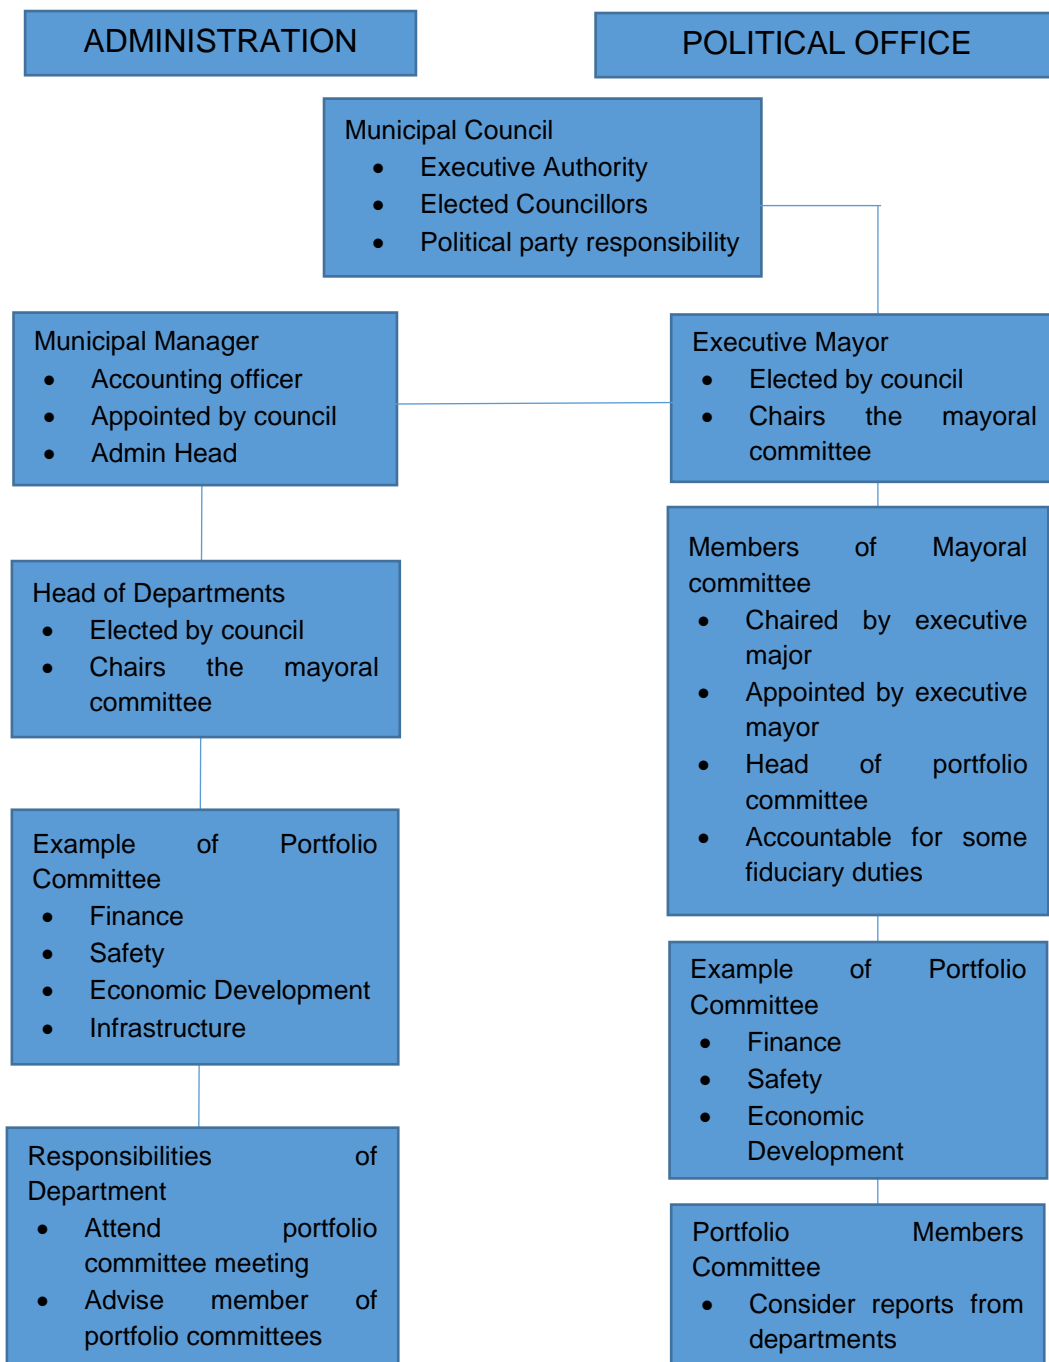 ADMINISTRATION
POLITICAL OFFICE
Municipal Council
• Executive Authority
• Elected Councillors
• Political party responsibility
Municipal Manager
• Accounting officer
• Appointed by council
• Admin Head
Executive Mayor
• Elected by council
• Chairs the mayoral
committee
Head of Departments
• Elected by council
• Chairs the mayoral
committee
Members of Mayoral
committee
• Chaired by executive
major
• Appointed by executive
mayor
• Head of portfolio
committee
• Accountable for some
fiduciary duties
Example of Portfolio
Committee
• Finance
• Safety
• Economic Development
• Infrastructure
Example of Portfolio
Committee
• Finance
• Safety
• Economic
Development
Responsibilities of
Department
• Attend portfolio
committee meeting
• Advise member of
portfolio committees
Portfolio Members
Committee
• Consider reports from
departments